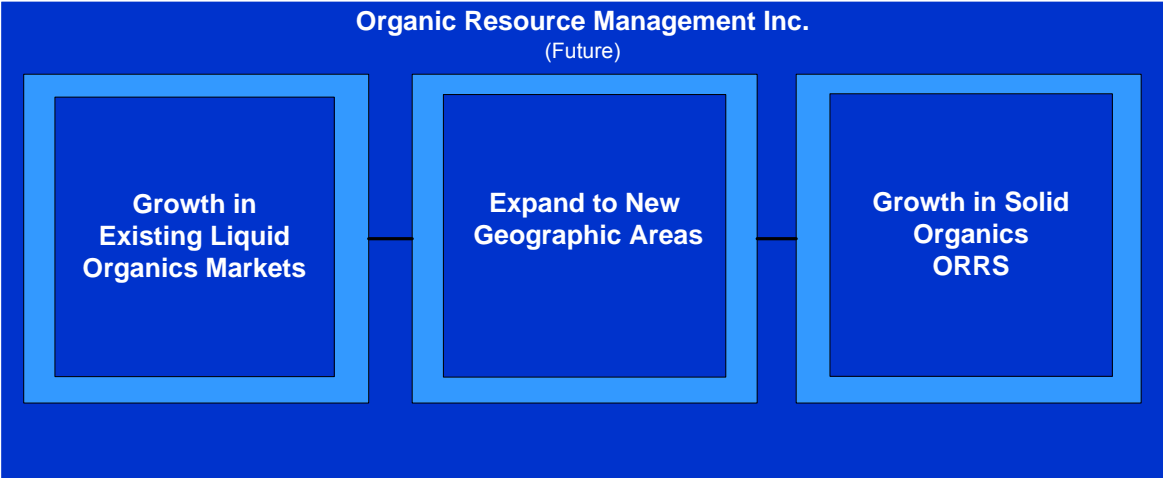 Organic Resource Management Inc.
(Future)
Growth in
Existing Liquid
Organics Markets
Expand to New
Geographic Areas
Growth in Solid
Organics
ORRS